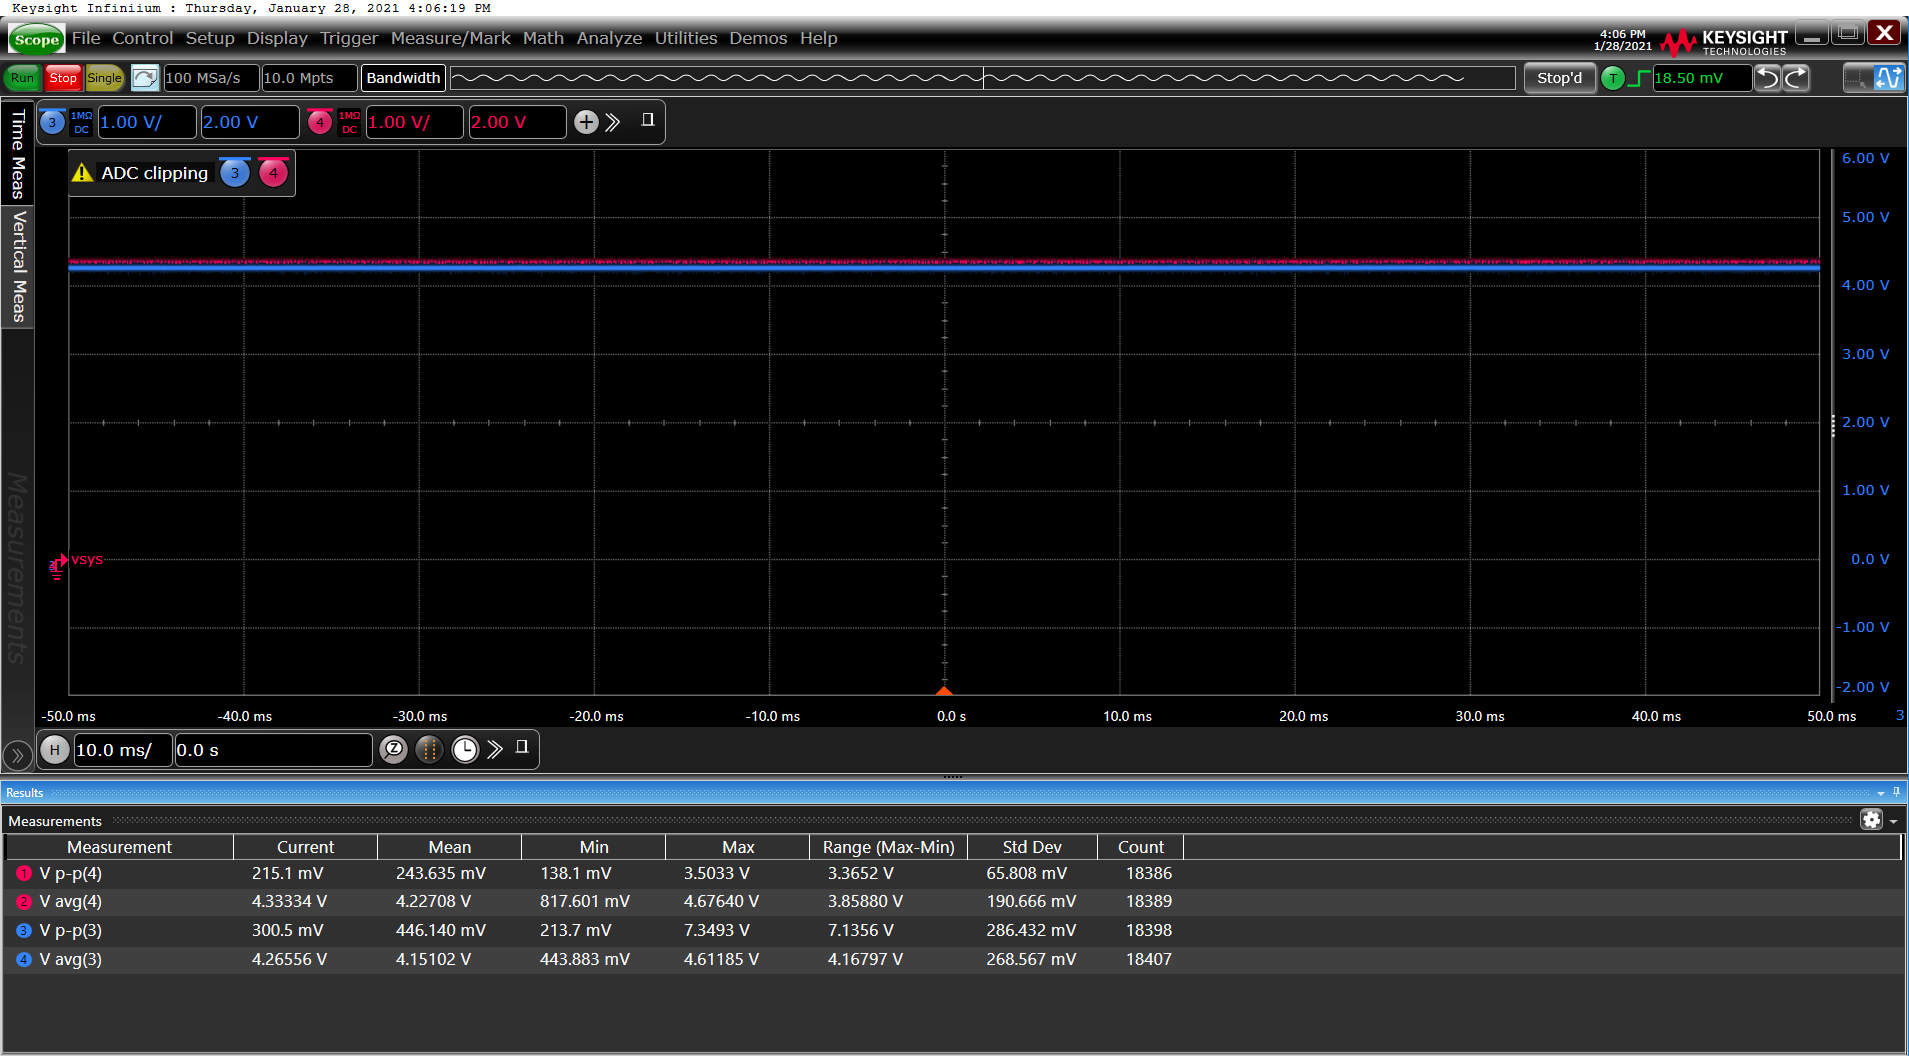 Keysight Infiniium : Thursday, January 28, 2021 4:06:19 PM
Scope File Control Setup Display Trigger Measure/Mark Math Analyze Utilities Demos Help
4:06 PM
1/28/2021
KEYSIGHT
TECHNOLOGIES
X
Run Stop Single 100 MSa/s 10.0 Mpts Bandwidth Stop'd T 18.50 mV
Time Meas
Vertical Meas
Measurements
3 1MΩ DC 1.00 V/ 2.00 V 4 1MΩ DC 1.00 V/ 2.00 V
ADC clipping 3 4
6.00 V
5.00 V
4.00 V
3.00 V
2.00 V
1.00 V
0.0 V
-1.00 V
-2.00 V
vsys
-50.0 ms -40.0 ms -30.0 ms -20.0 ms -10.0 ms 0.0 s 10.0 ms 20.0 ms 30.0 ms 40.0 ms 50.0 ms 3
H 10.0 ms/ 0.0 s Z
Results
Measurements
Measurement Current Mean Min Max Range (Max-Min) Std Dev Count
1 V p-p(4) 215.1 mV 243.635 mV 138.1 mV 3.5033 V 3.3652 V 65.808 mV 18386
2 V avg(4) 4.33334 V 4.22708 V 817.601 mV 4.67640 V 3.85880 V 190.666 mV 18389
3 V p-p(3) 300.5 mV 446.140 mV 213.7 mV 7.3493 V 7.1356 V 286.432 mV 18398
4 V avg(3) 4.26556 V 4.15102 V 443.883 mV 4.61185 V 4.16797 V 268.567 mV 18407